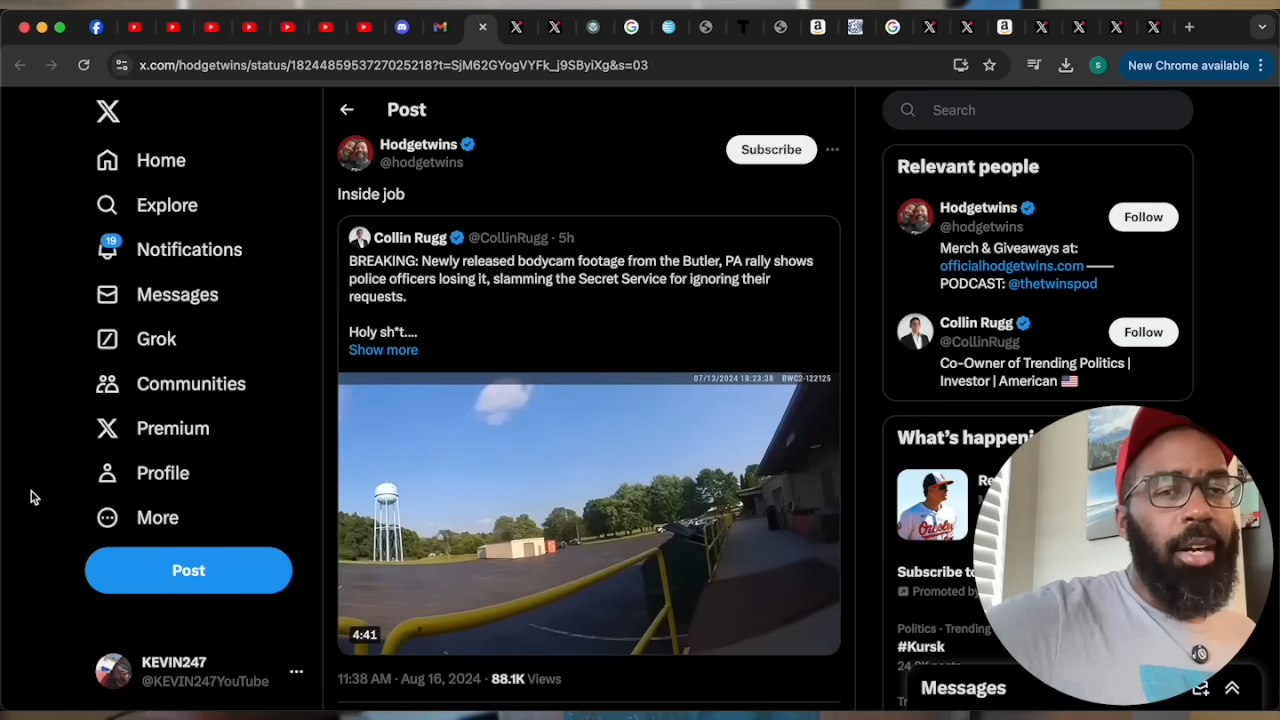 x.com/hodgetwins/status/1824485953727025218?t=SjM62GYogVYFk_j9SByiXg&s=03
New Chrome available
Home
Explore
19
Notifications
Messages
Grok
Communities
Premium
Profile
More
Post
KEVIN247
@KEVIN247YouTube
Post
Hodgetwins
@hodgetwins
Subscribe
Inside job
Collin Rugg @CollinRugg · 5h
BREAKING: Newly released bodycam footage from the Butler, PA rally shows
police officers losing it, slamming the Secret Service for ignoring their
requests.
Holy sh*t....
Show more
07/13/2024 18:23:38 BWC2-122125
4:41
11:38 AM · Aug 16, 2024 · 88.1K Views
Search
Relevant people
Hodgetwins
@hodgetwins
Follow
Merch & Giveaways at:
officialhodgetwins.com ——
PODCAST: @thetwinspod
Collin Rugg
@CollinRugg
Follow
Co-Owner of Trending Politics |
Investor | American
What's happeni
Re
Subscribe to
Promoted by
Politics · Trending
#Kursk
Messages